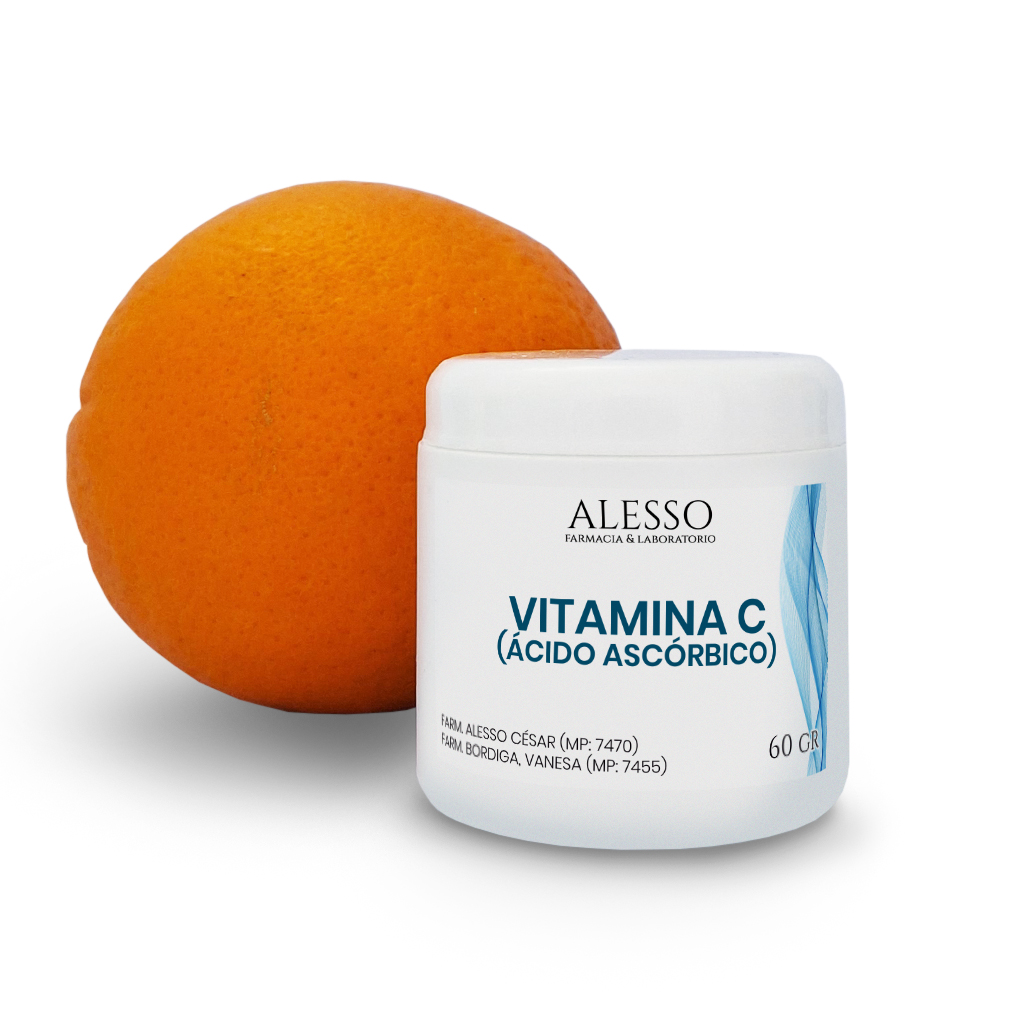 ALESSO
FARMACIA & LABORATORIO
VITAMINA C
(ÁCIDO ASCÓRBICO)
FARM. ALESSO CÉSAR (MP: 7470)
FARM. BORDIGA, VANESA (MP: 7455)
60 GR